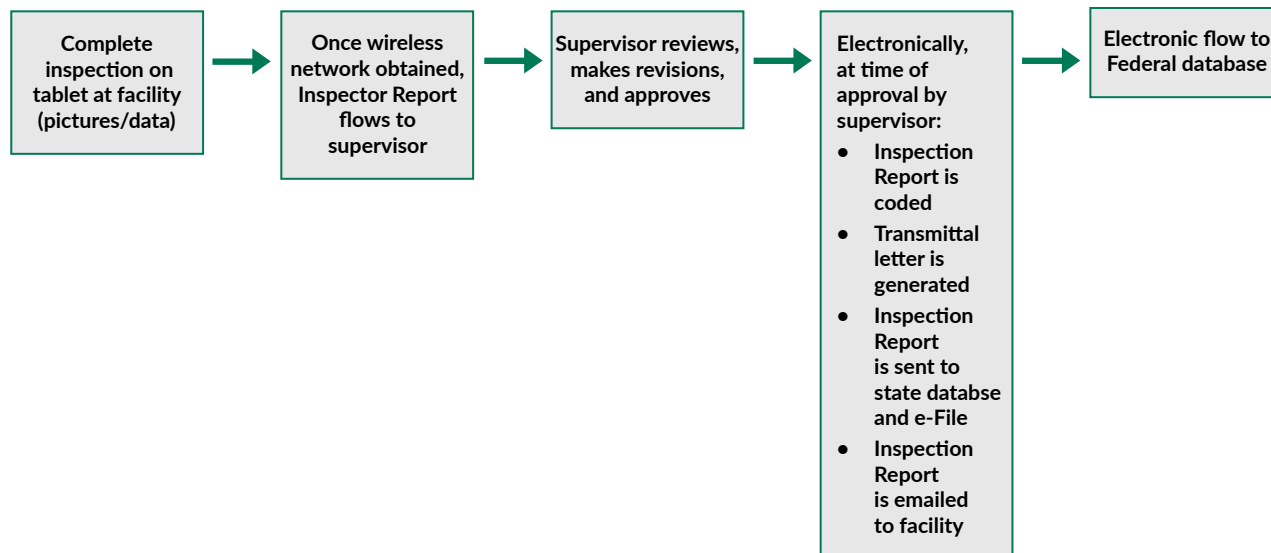 Complete
inspection on
tablet at facility
(pictures/data)
Once wireless
network obtained,
Inspector Report
flows to
supervisor
Supervisor reviews,
makes revisions,
and approves
Electronically,
at time of
approval by
supervisor:
● Inspection
Report is
coded
● Transmittal
letter is
generated
● Inspection
Report
is sent to
state databse
and e-File
● Inspection
Report
is emailed
to facility
Electronic flow to
Federal database